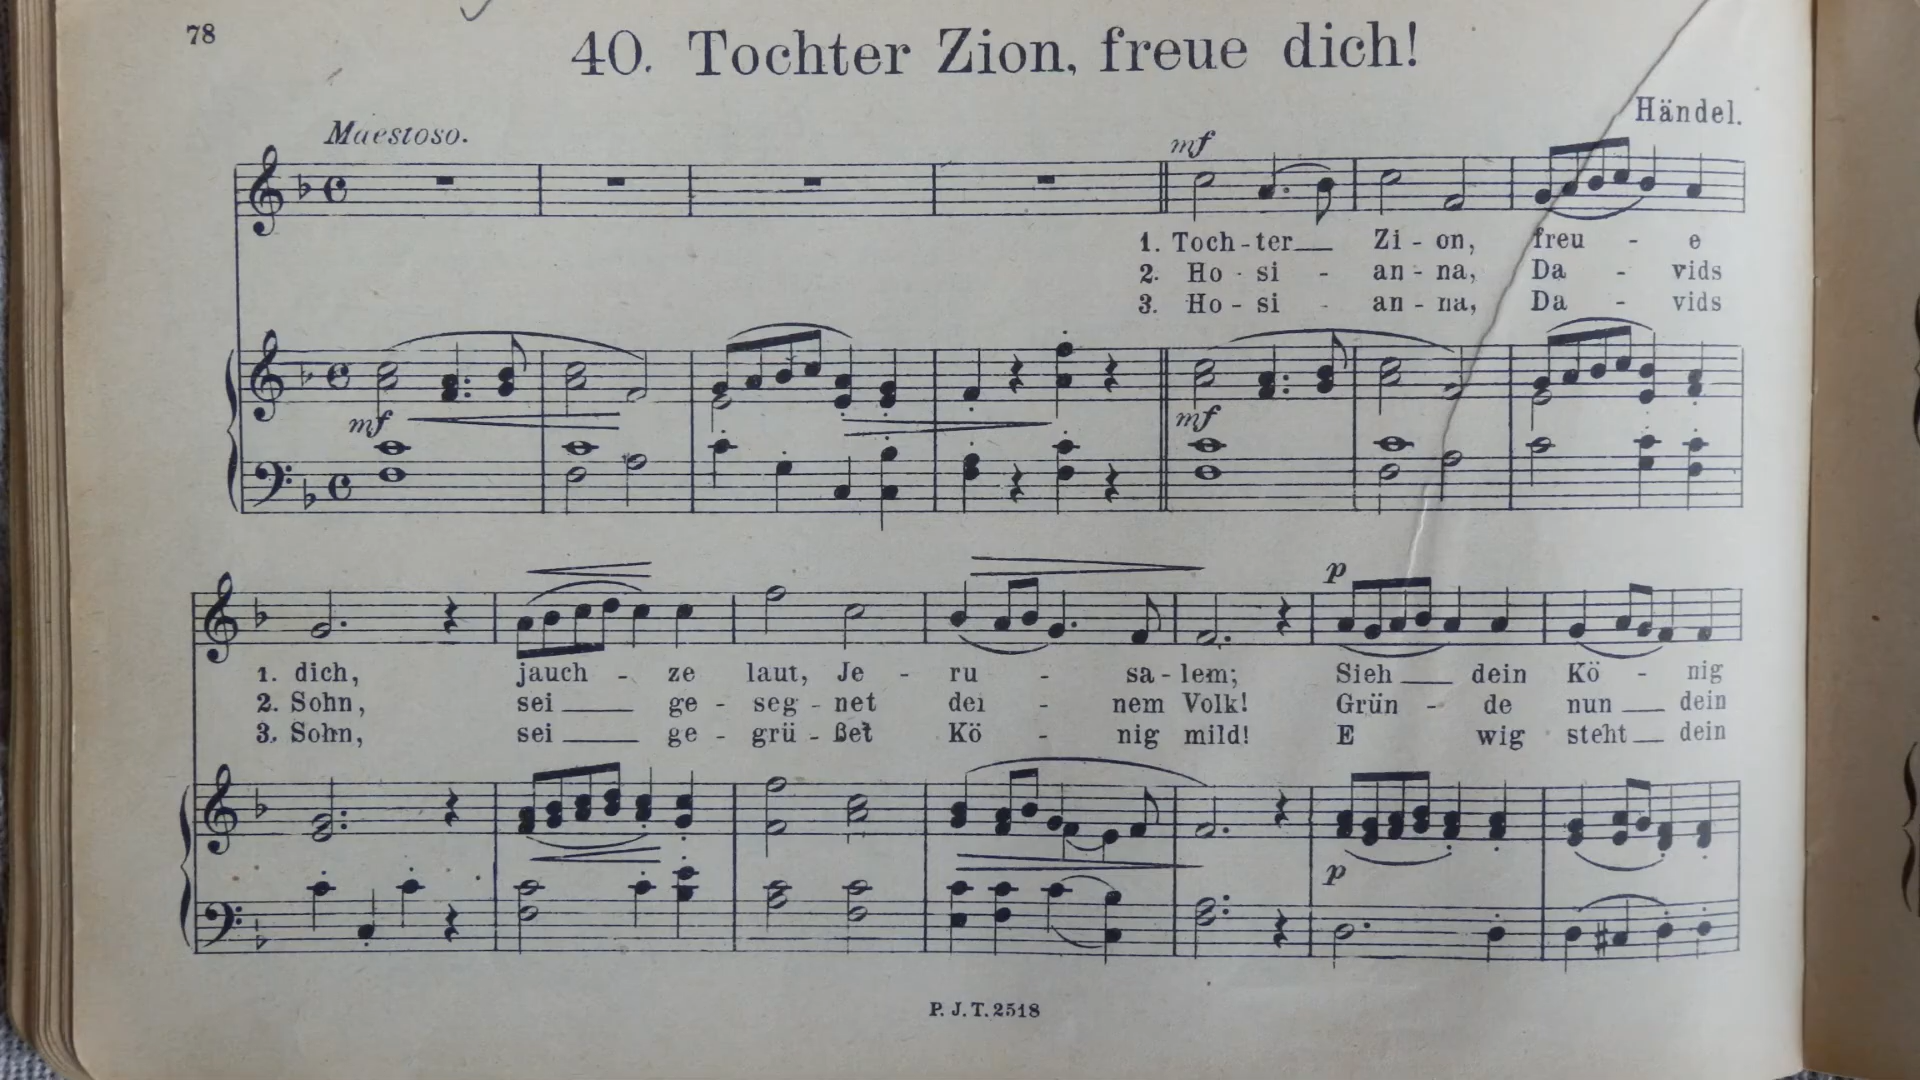 78
40. Tochter Zion, freue dich!
Händel.
Maestoso.
mf
1. Toch - ter Zi - on, freu - e
2. Ho - si - an - na, Da - vids
3. Ho - si - an - na, Da - vids
mf mf
p
1. dich, jauch - ze laut, Je - ru - sa - lem; Sieh dein Kö - nig
2. Sohn, sei ge - seg - net dei - nem Volk! Grün - de nun dein
3. Sohn, sei ge - grü - ßet Kö - nig mild! E wig steht dein
p
P. J. T. 2518